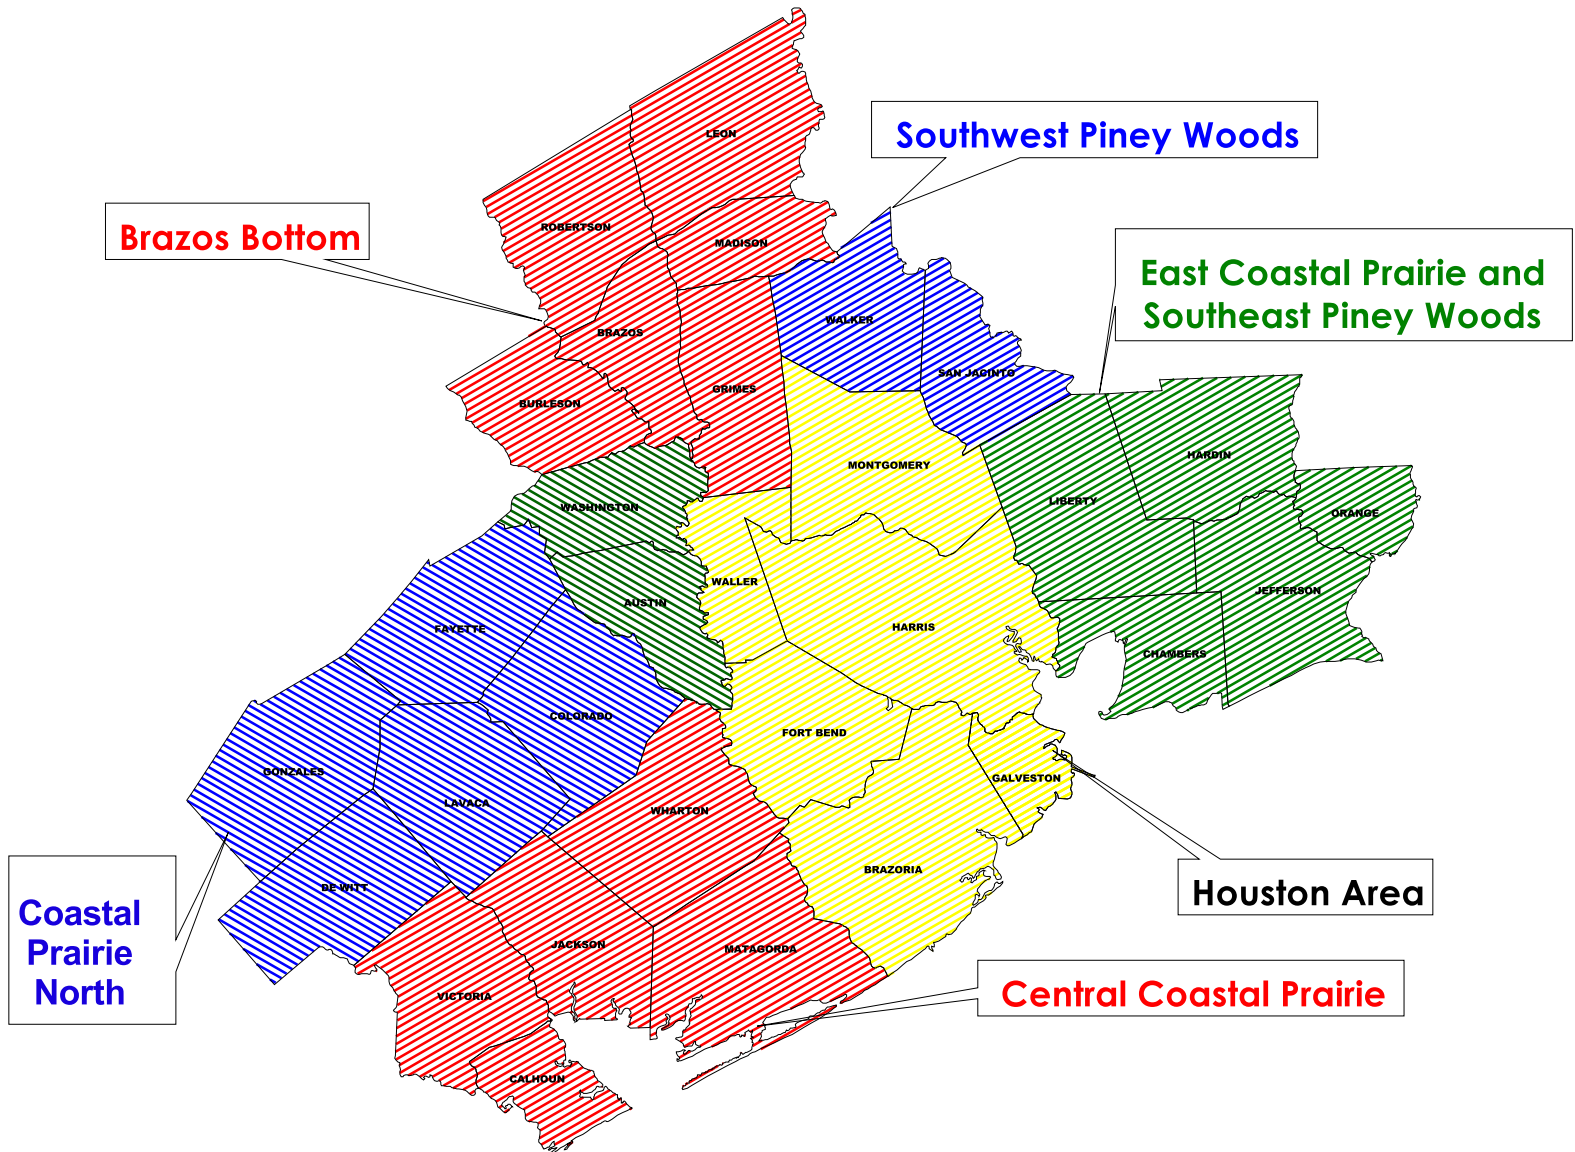 LEON
Southwest Piney Woods
ROBERTSON
MADISON
Brazos Bottom
East Coastal Prairie and
Southeast Piney Woods
WALKER
BRAZOS
SAN JACINTO
GRIMES
BURLESON
MONTGOMERY
HARDIN
LIBERTY
WASHINGTON
ORANGE
WALLER
AUSTIN
JEFFERSON
FAYETTE
HARRIS
CHAMBERS
COLORADO
FORT BEND
GONZALES
GALVESTON
LAVACA
WHARTON
BRAZORIA
DE WITT
Houston Area
Coastal
Prairie
North
JACKSON
MATAGORDA
VICTORIA
Central Coastal Prairie
CALHOUN